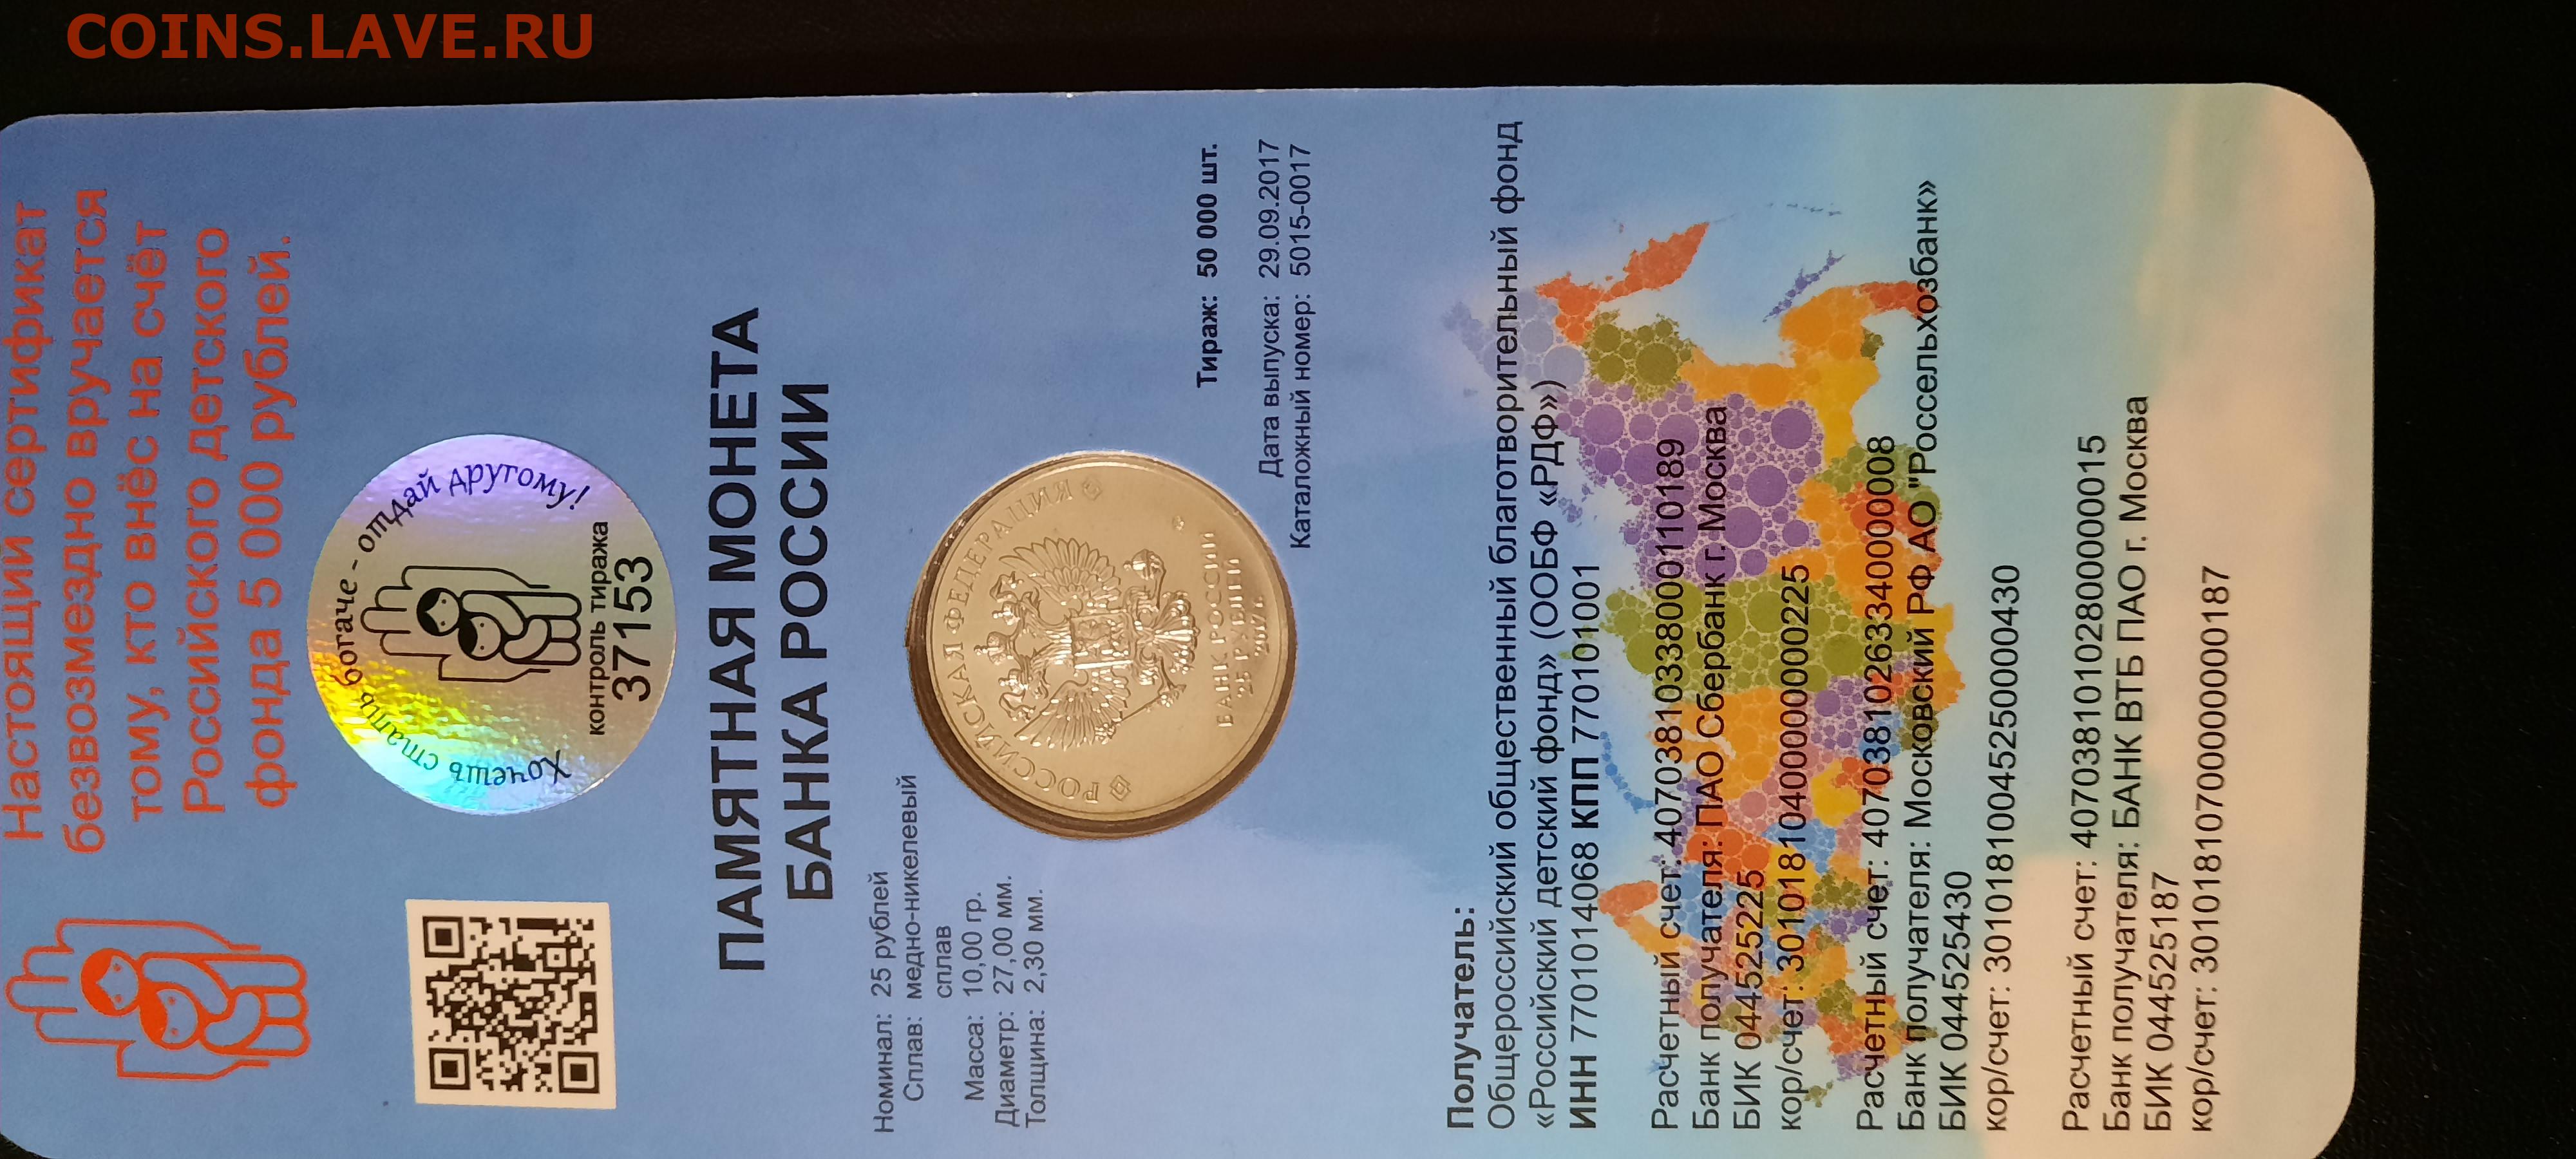 COINS.LAVE.RU
Настоящий сертификат
безвозмездно вручается
тому, кто внёс на счёт
Российского детского
фонда 5 000 рублей.
Хочешь стать богаче - отдай другому!
контроль тиража
37153
ПАМЯТНАЯ МОНЕТА
БАНКА РОССИИ
Номинал: 25 рублей
Сплав: медно-никелевый
сплав
Масса: 10,00 гр.
Диаметр: 27,00 мм.
Толщина: 2,30 мм.
РОССИЙСКАЯ ФЕДЕРАЦИЯ
БАНК РОССИИ
25 РУБЛЕЙ
2017 г.
Тираж: 50 000 шт.
Дата выпуска: 29.09.2017
Каталожный номер: 5015-0017
Получатель:
Общероссийский общественный благотворительный фонд
«Российский детский фонд» (ООБФ «РДФ»)
ИНН 7701014068 КПП 770101001
Расчетный счет: 40703810338000110189
Банк получателя: ПАО Сбербанк г. Москва
БИК 044525225
кор/счет: 30101810400000000225
Расчетный счет: 40703810263340000008
Банк получателя: Московский РФ АО "Россельхозбанк»
БИК 044525430
кор/счет: 30101810045250000430
Расчетный счет: 40703810102800000015
Банк получателя: БАНК ВТБ ПАО г. Москва
БИК 044525187
кор/счет: 30101810700000000187